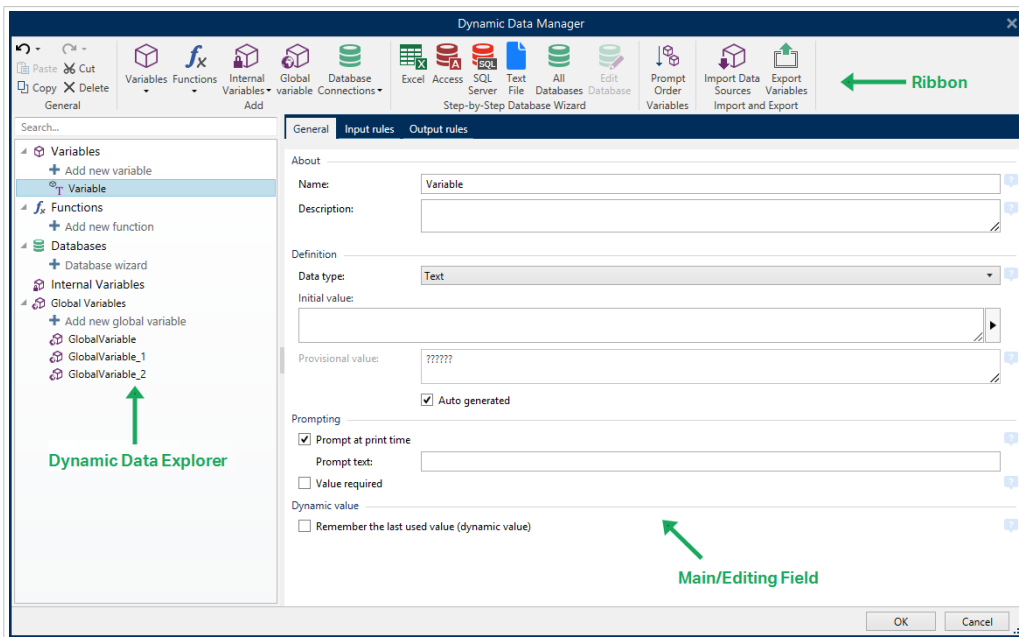 Dynamic Data Manager
Paste Cut
Copy Delete
General
Variables Functions Internal Variables Global variable Database Connections
Add
Excel Access SQL Server Text File All Databases Edit Database
Step-by-Step Database Wizard
Prompt Order
Variables
Import Data Sources Export Variables
Import and Export
Ribbon
Search...
Variables
Add new variable
Variable
Functions
Add new function
Databases
Database wizard
Internal Variables
Global Variables
Add new global variable
GlobalVariable
GlobalVariable_1
GlobalVariable_2
Dynamic Data Explorer
General Input rules Output rules
About
Name: Variable
Description:
Definition
Data type: Text
Initial value:
Provisional value: ??????
Auto generated
Prompting
Prompt at print time
Prompt text:
Value required
Dynamic value
Remember the last used value (dynamic value)
Main/Editing Field
OK Cancel